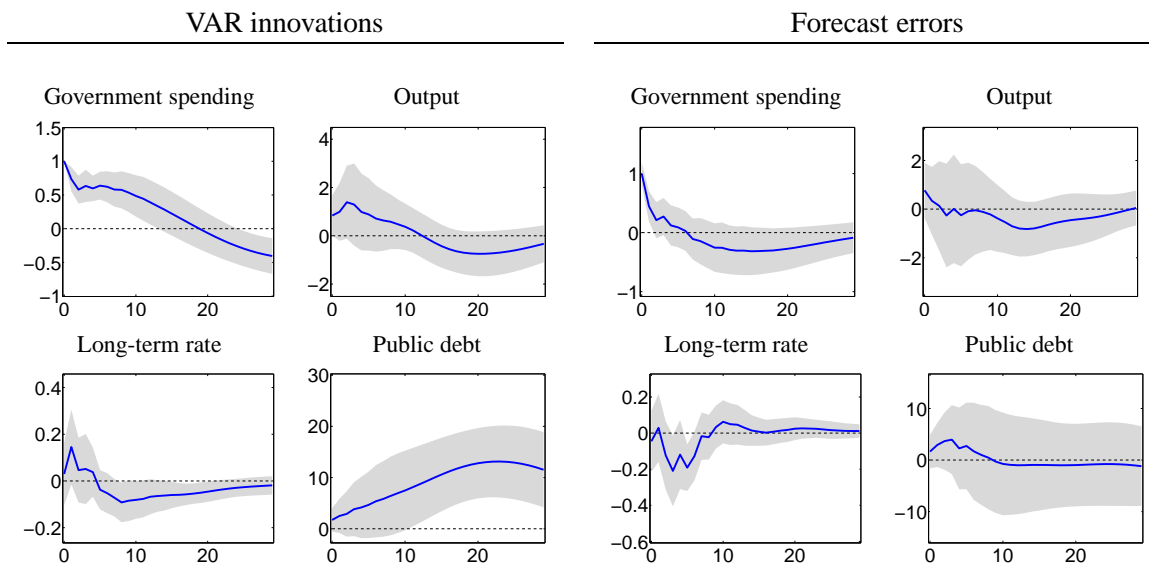 VAR innovations
Forecast errors
Government spending
Output
Government spending
Output
1.5
1
0.5
0
−0.5
−1
0 10 20
4
2
0
−2
0 10 20
1
0
−1
0 10 20
2
0
−2
0 10 20
Long-term rate
Public debt
Long-term rate
Public debt
0.4
0.2
0
−0.2
0 10 20
30
20
10
0
0 10 20
0.2
0
−0.2
−0.4
−0.6
0 10 20
10
0
−10
0 10 20